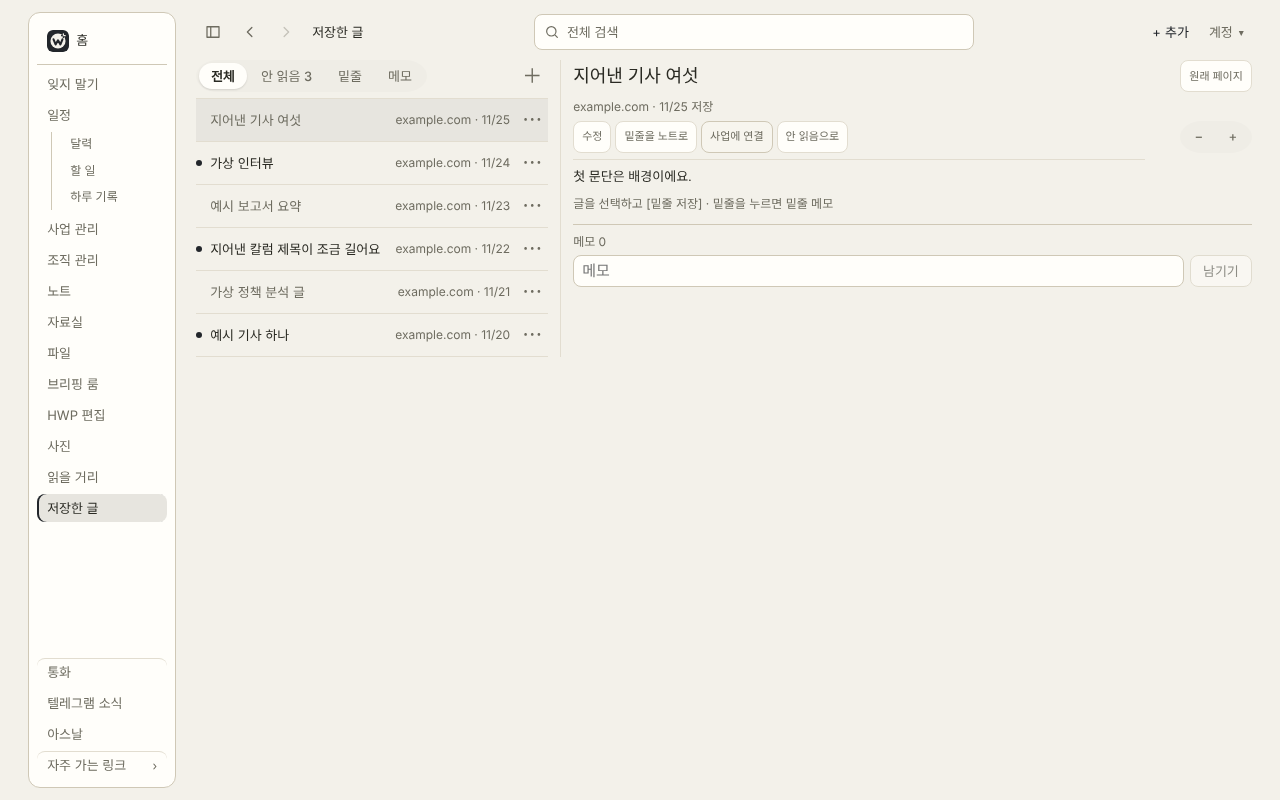 홈
잊지 말기
일정
달력
할 일
하루 기록
사업 관리
조직 관리
노트
자료실
파일
브리핑 룸
HWP 편집
사진
읽을 거리
저장한 글
통화
텔레그램 소식
아스날
자주 가는 링크 ›
저장한 글
전체 검색
+ 추가
계정 ▾
전체 안 읽음 3 밑줄 메모
지어낸 기사 여섯 example.com · 11/25
가상 인터뷰 example.com · 11/24
예시 보고서 요약 example.com · 11/23
지어낸 칼럼 제목이 조금 길어요 example.com · 11/22
가상 정책 분석 글 example.com · 11/21
예시 기사 하나 example.com · 11/20
지어낸 기사 여섯
원래 페이지
example.com · 11/25 저장
수정 밑줄을 노트로 사업에 연결 안 읽음으로 − +
첫 문단은 배경이에요.
글을 선택하고 [밑줄 저장] · 밑줄을 누르면 밑줄 메모
메모 0
메모 남기기